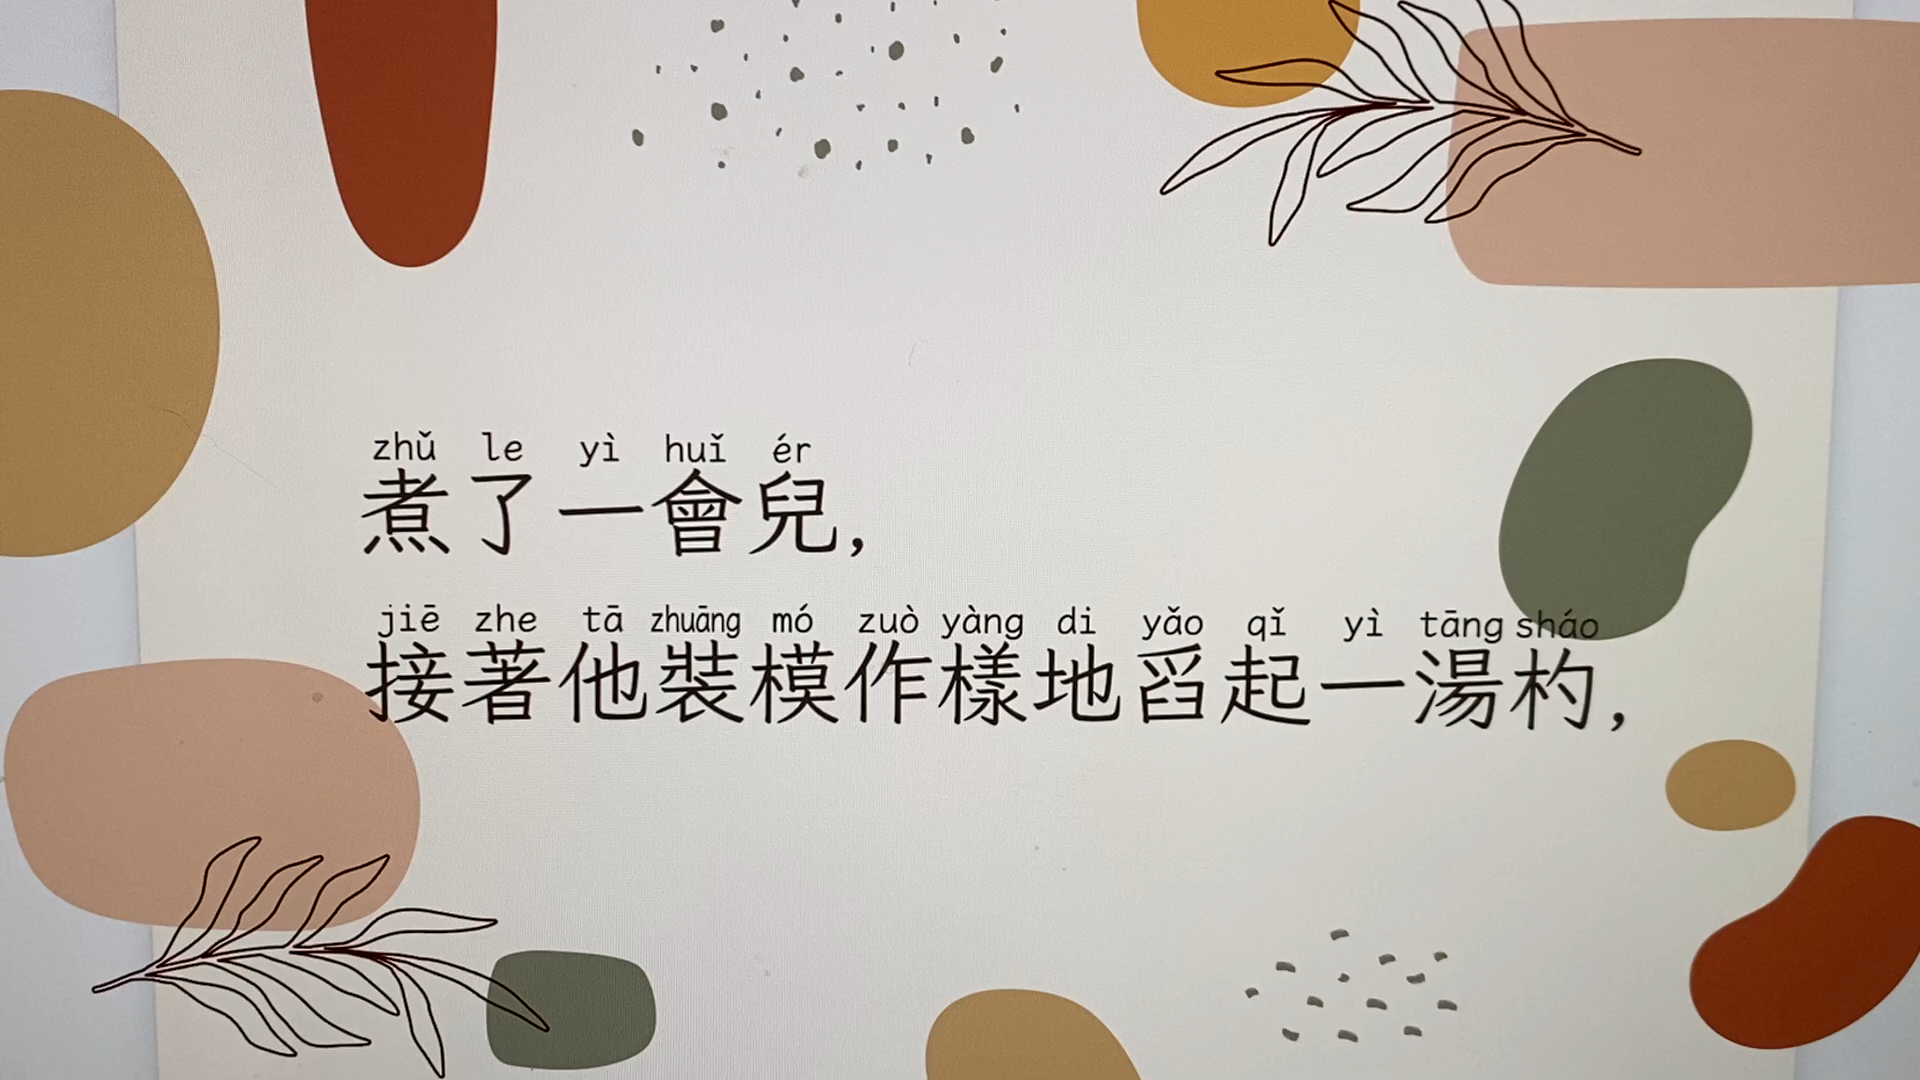 zhǔ le yì huǐ ér
煮了一會兒,
jiē zhe tā zhuāng mó zuò yàng di yǎo qǐ yì tāng sháo
接著他裝模作樣地舀起一湯杓,